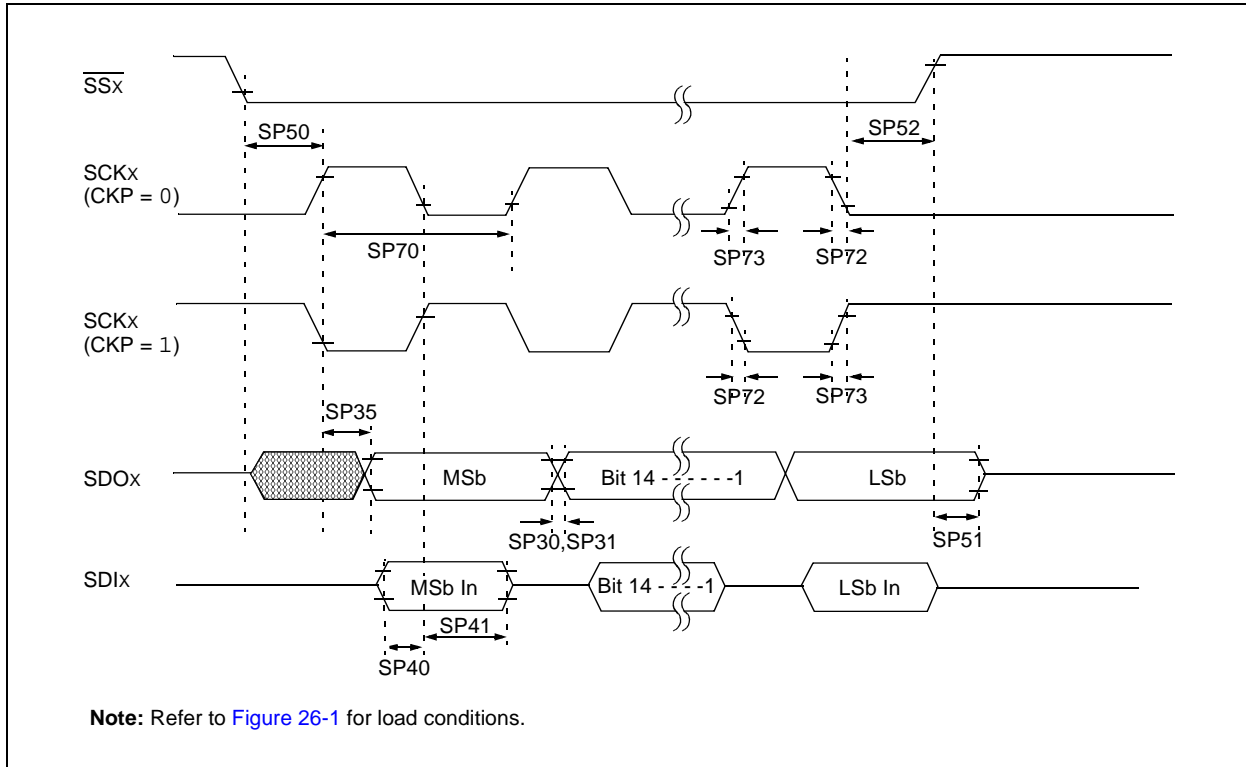 SSX
SP50
SP52
SCKX
(CKP = 0)
SP70
SP73
SP72
SCKX
(CKP = 1)
SP72
SP73
SP35
SDOX
MSb
Bit 14 - - - - - -1
LSb
SP30,SP31
SP51
SDIX
MSb In
Bit 14 - - - -1
LSb In
SP41
SP40
Note: Refer to Figure 26-1 for load conditions.